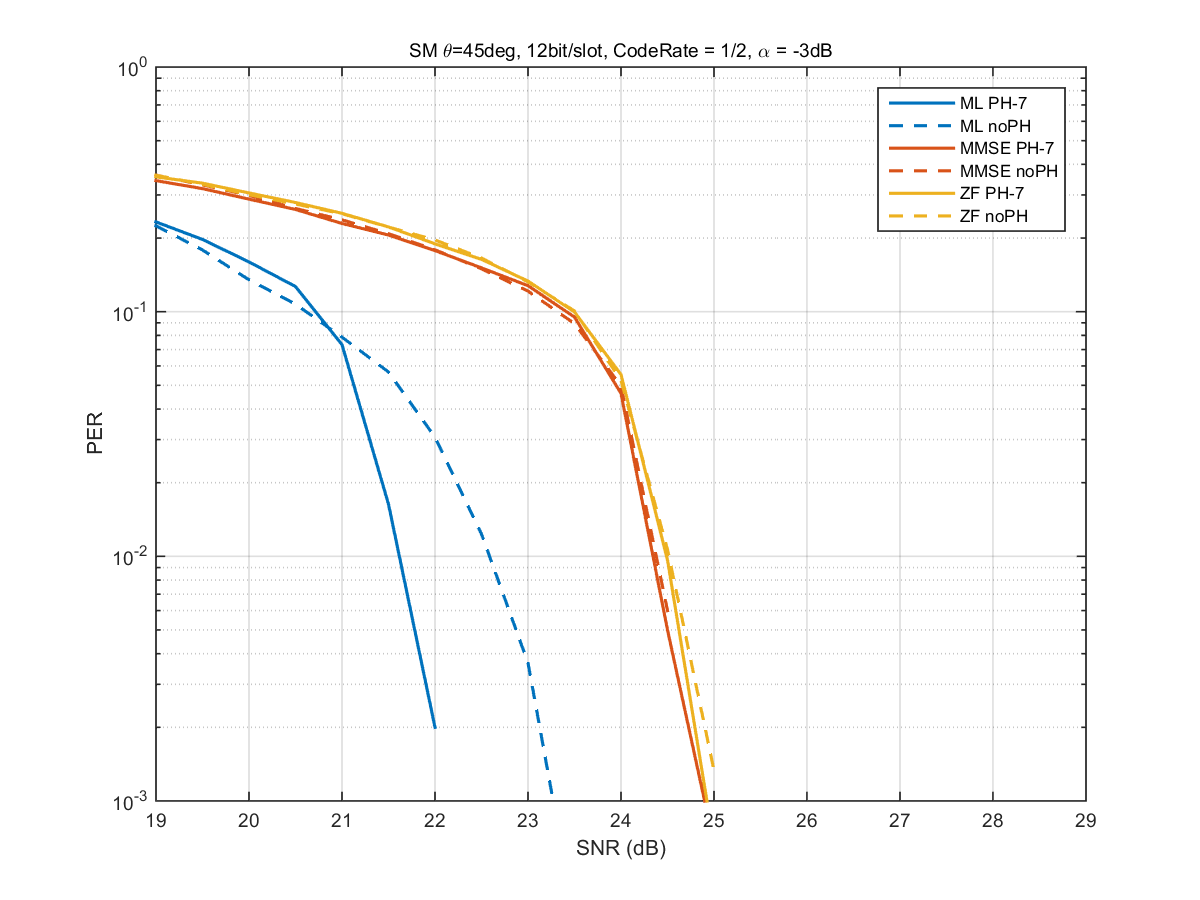 SM θ=45deg, 12bit/slot, CodeRate = 1/2, α = -3dB
10^0
10^-1
10^-2
10^-3
PER
ML PH-7
ML noPH
MMSE PH-7
MMSE noPH
ZF PH-7
ZF noPH
19 20 21 22 23 24 25 26 27 28 29
SNR (dB)